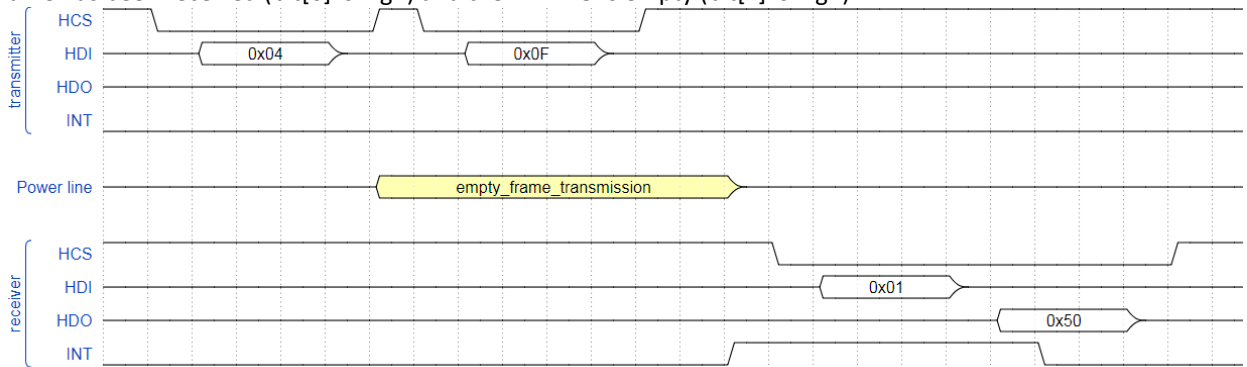 transmitter
HCS
HDI 0x04 0x0F
HDO
INT
Power line empty_frame_transmission
receiver
HCS
HDI 0x01
HDO 0x50
INT